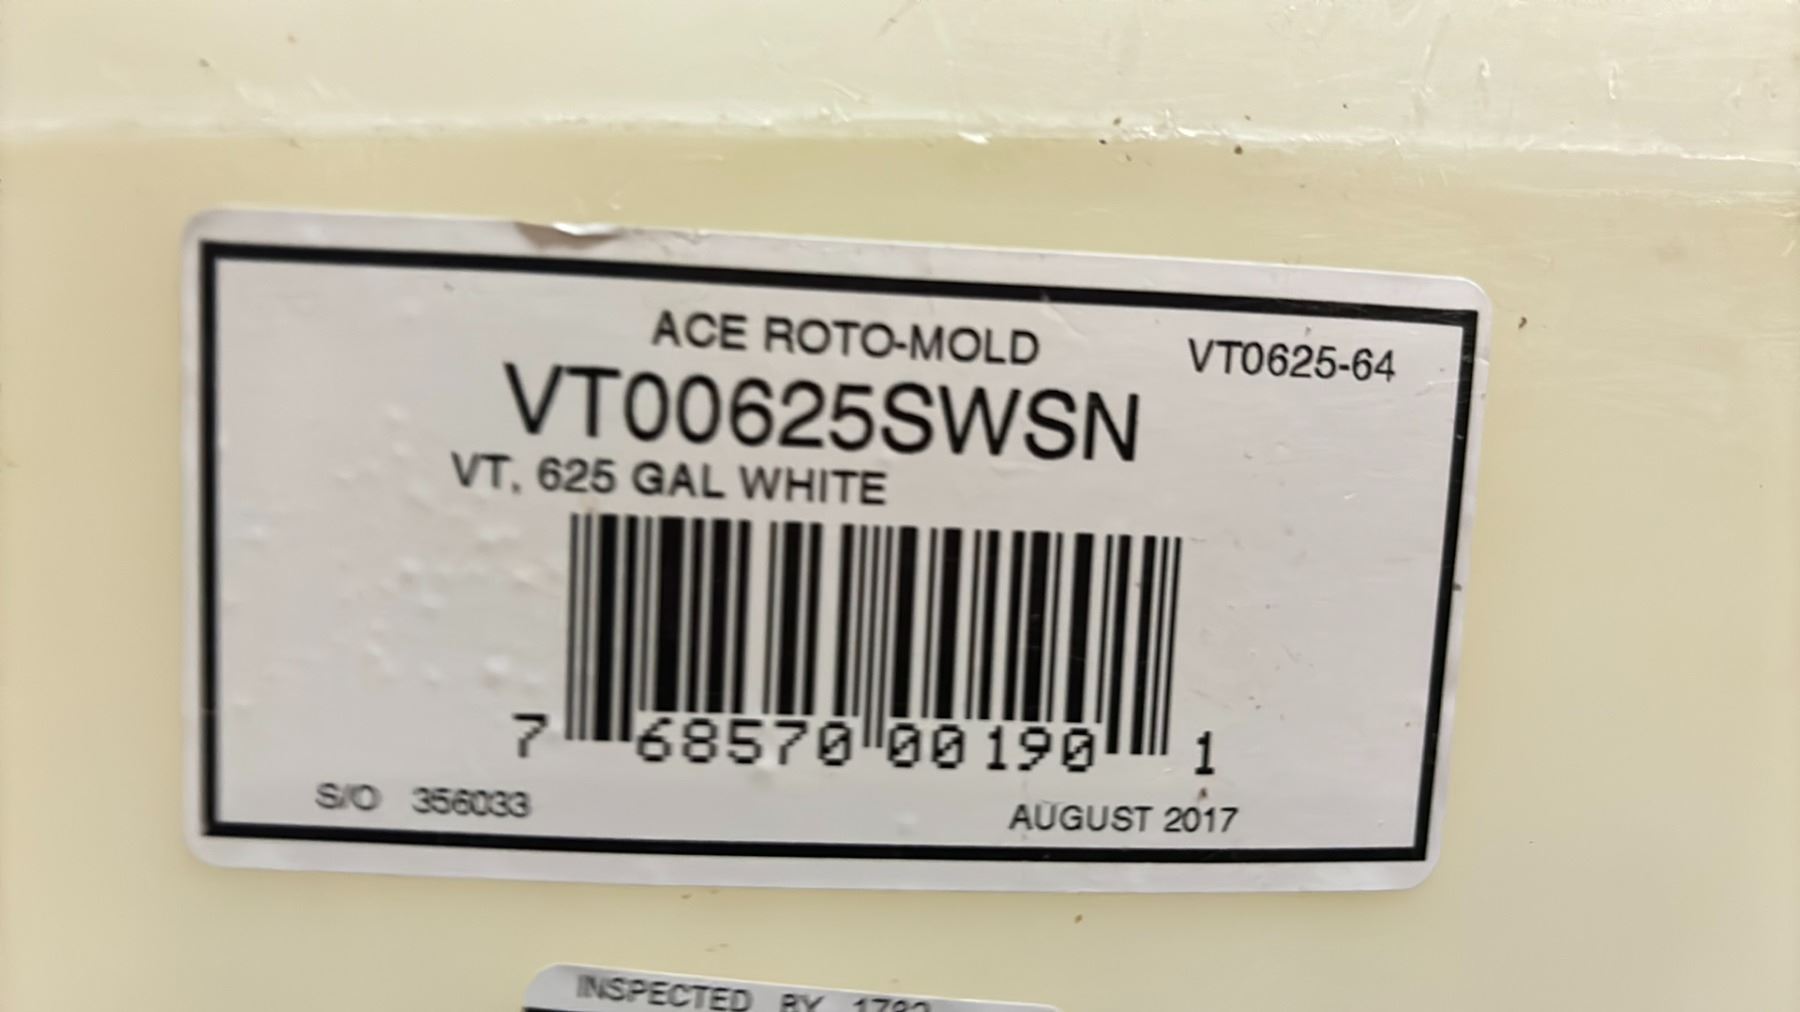 ACE ROTO-MOLD
VT0625-64
VT00625SWSN
VT, 625 GAL WHITE
7 68570 00190 1
S/O 356033
AUGUST 2017
INSPECTED BY